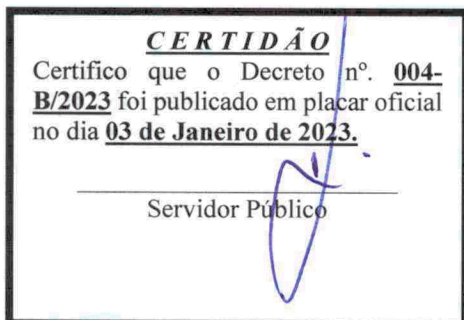 CERTIDÃO
Certifico que o Decreto nº. 004-
B/2023 foi publicado em placar oficial
no dia 03 de Janeiro de 2023.
Servidor Público